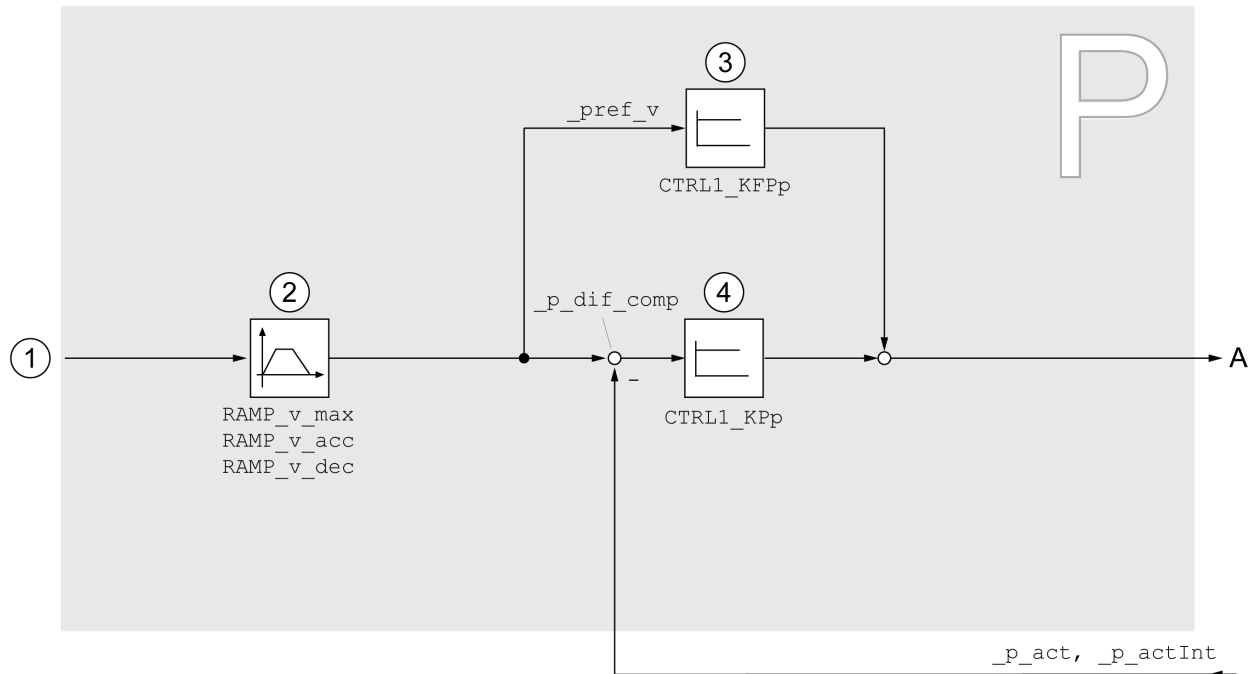 P
3
_pref_v
CTRL1_KFPp
2
_p_dif_comp
4
1
A
-
RAMP_v_max
RAMP_v_acc
RAMP_v_dec
CTRL1_KPp
_p_act, _p_actInt